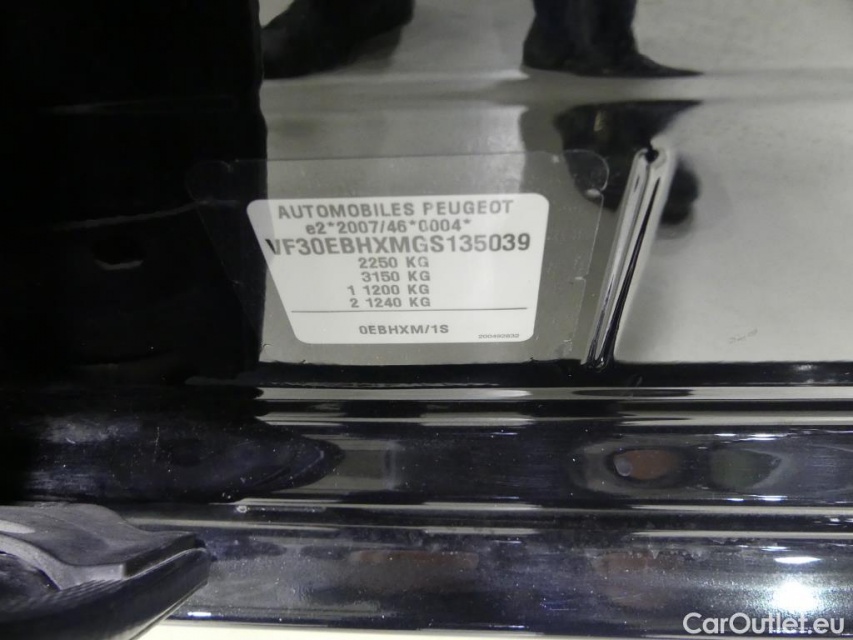 AUTOMOBILES PEUGEOT
e2*2007/46*0004*
VF30EBHXMGS135039
2250 KG
3150 KG
1 1200 KG
2 1240 KG
0EBHXM/1S
CarOutlet.eu